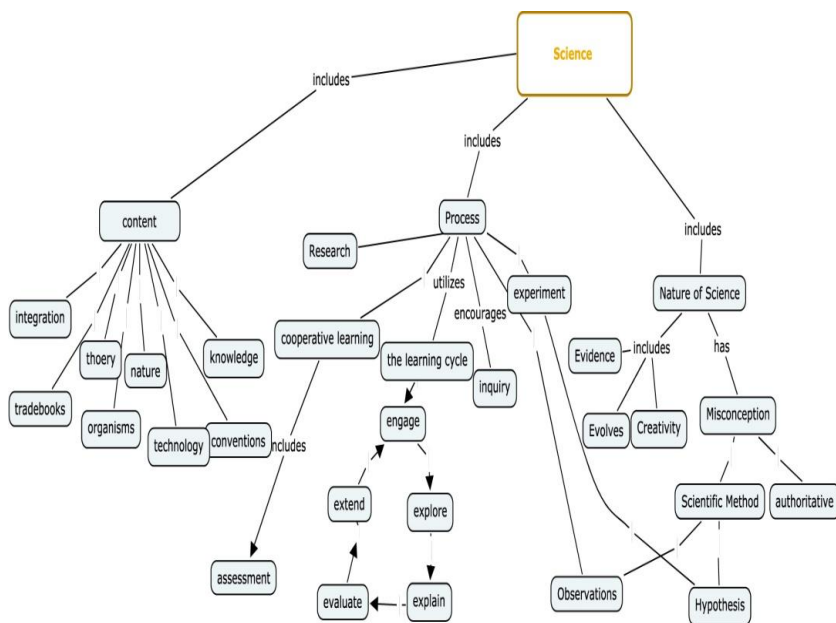 Science
includes
includes
includes
content
Process
Research
utilizes
encourages
experiment
Nature of Science
integration
thoery
nature
knowledge
cooperative learning
the learning cycle
inquiry
Evidence
includes
has
tradebooks
organisms
technology
conventions
includes
engage
Evolves
Creativity
Misconception
extend
explore
Scientific Method
authoritative
assessment
evaluate
explain
Observations
Hypothesis